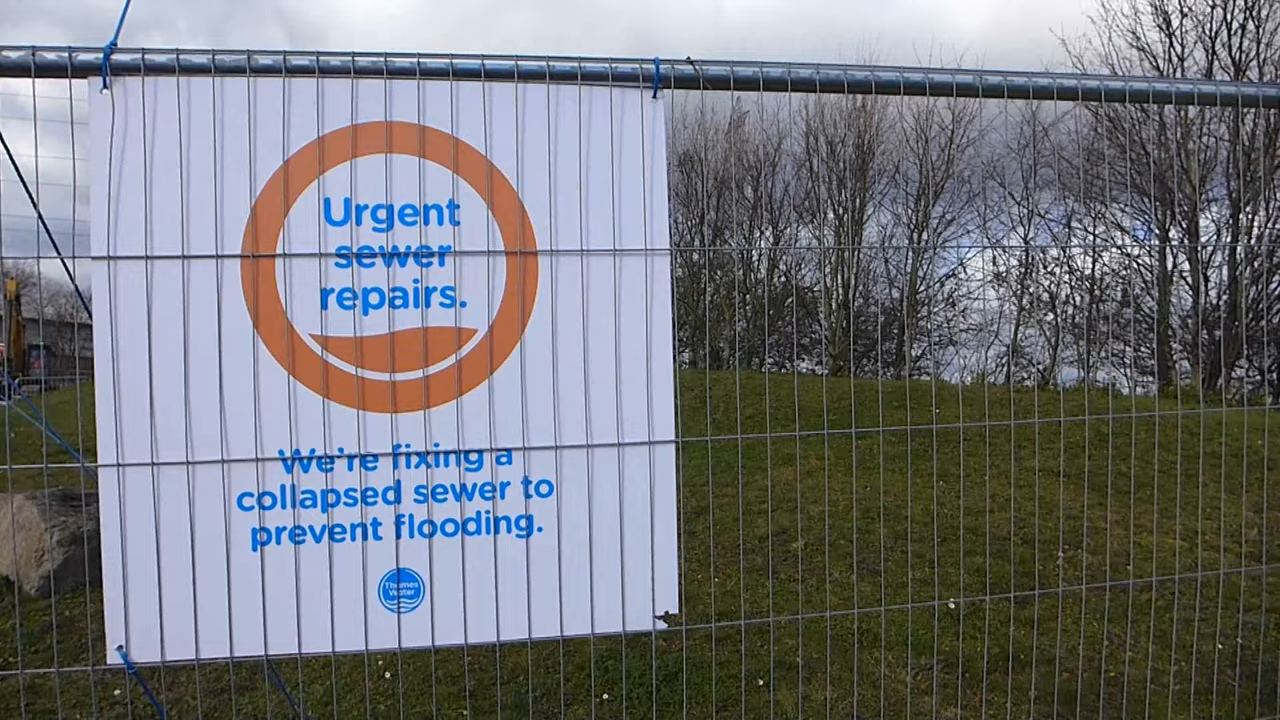 Urgent
sewer
repairs.
We're fixing a
collapsed sewer to
prevent flooding.
Thames
Water